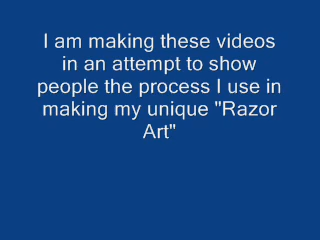 I am making these videos
in an attempt to show
people the process I use in
making my unique "Razor
Art"